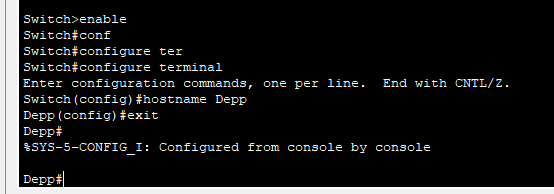 Switch>enable
Switch#conf
Switch#configure ter
Switch#configure terminal
Enter configuration commands, one per line.  End with CNTL/Z.
Switch(config)#hostname Depp
Depp(config)#exit
Depp#
%SYS-5-CONFIG_I: Configured from console by console
Depp#